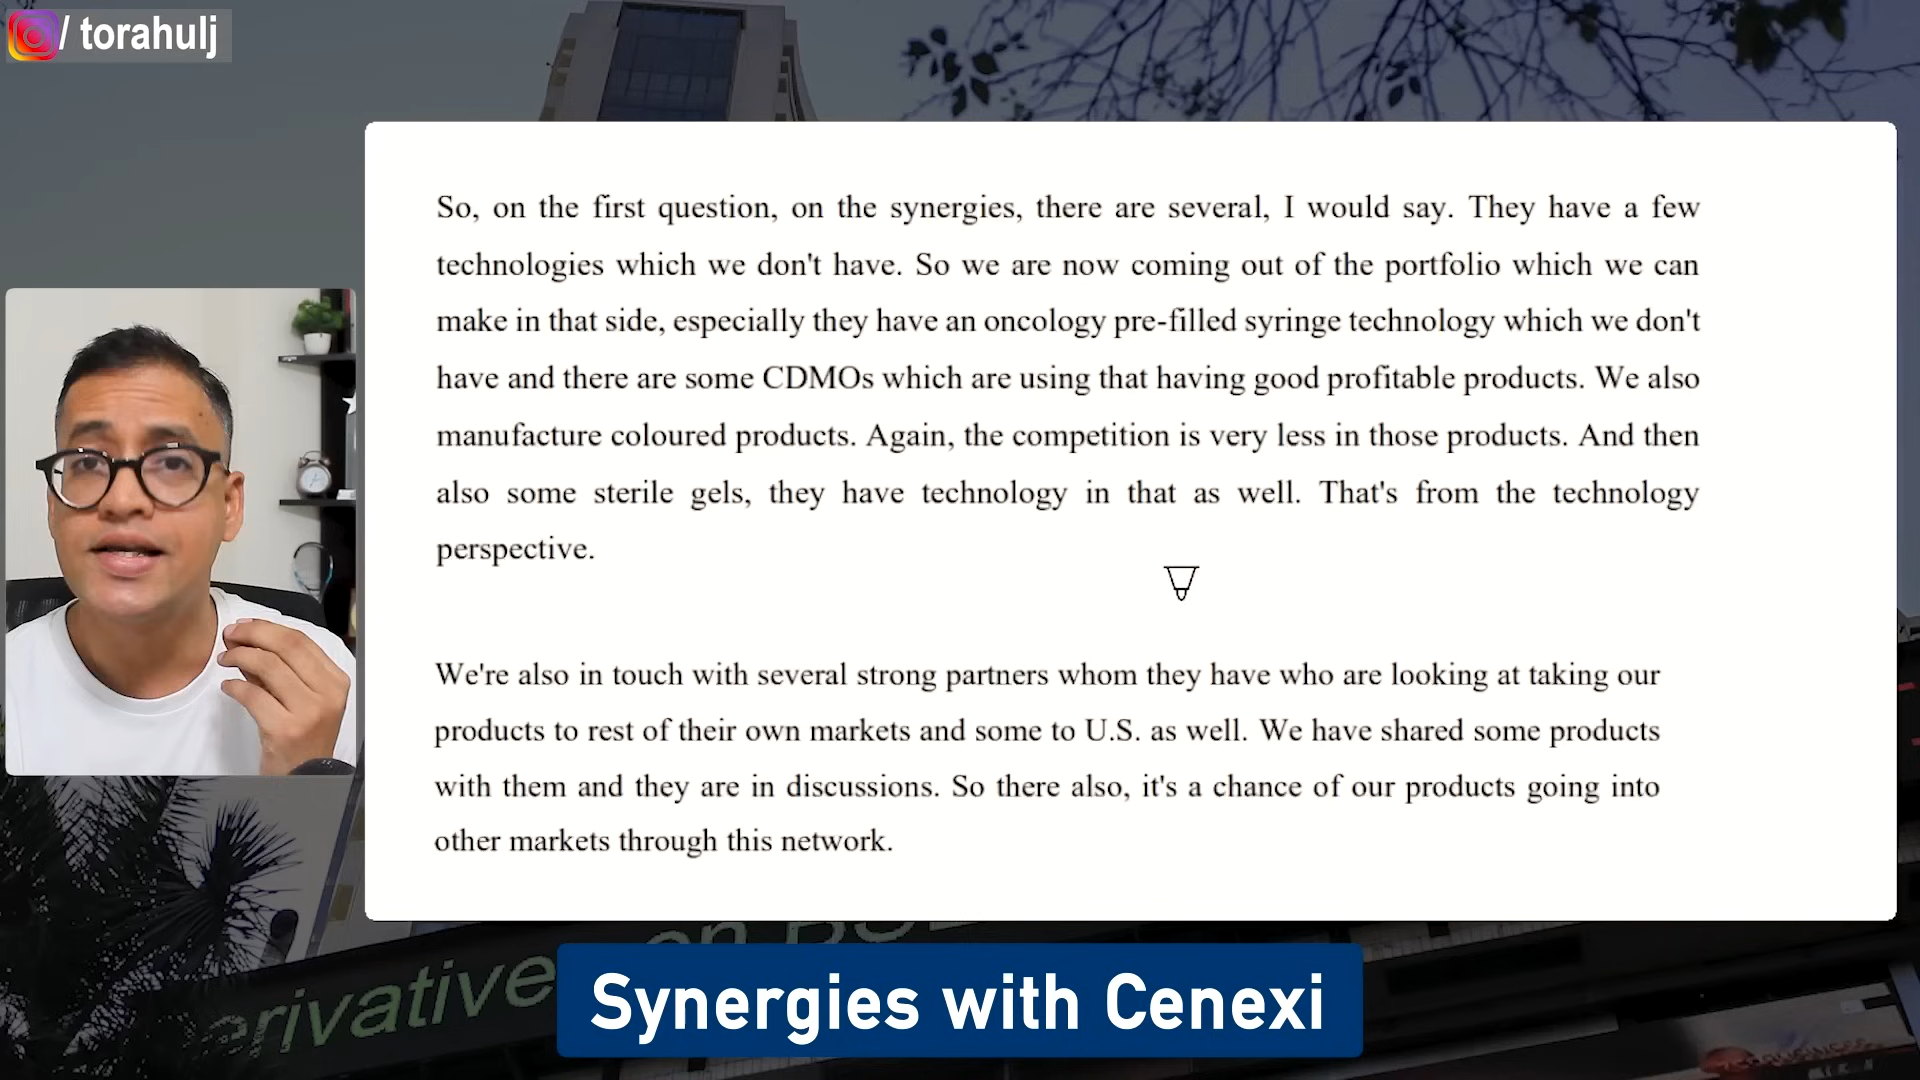 / torahulj
So, on the first question, on the synergies, there are several, I would say. They have a few
technologies which we don't have. So we are now coming out of the portfolio which we can
make in that side, especially they have an oncology pre-filled syringe technology which we don't
have and there are some CDMOs which are using that having good profitable products. We also
manufacture coloured products. Again, the competition is very less in those products. And then
also some sterile gels, they have technology in that as well. That's from the technology
perspective.
We're also in touch with several strong partners whom they have who are looking at taking our
products to rest of their own markets and some to U.S. as well. We have shared some products
with them and they are in discussions. So there also, it's a chance of our products going into
other markets through this network.
erivative
on
Synergies with Cenexi